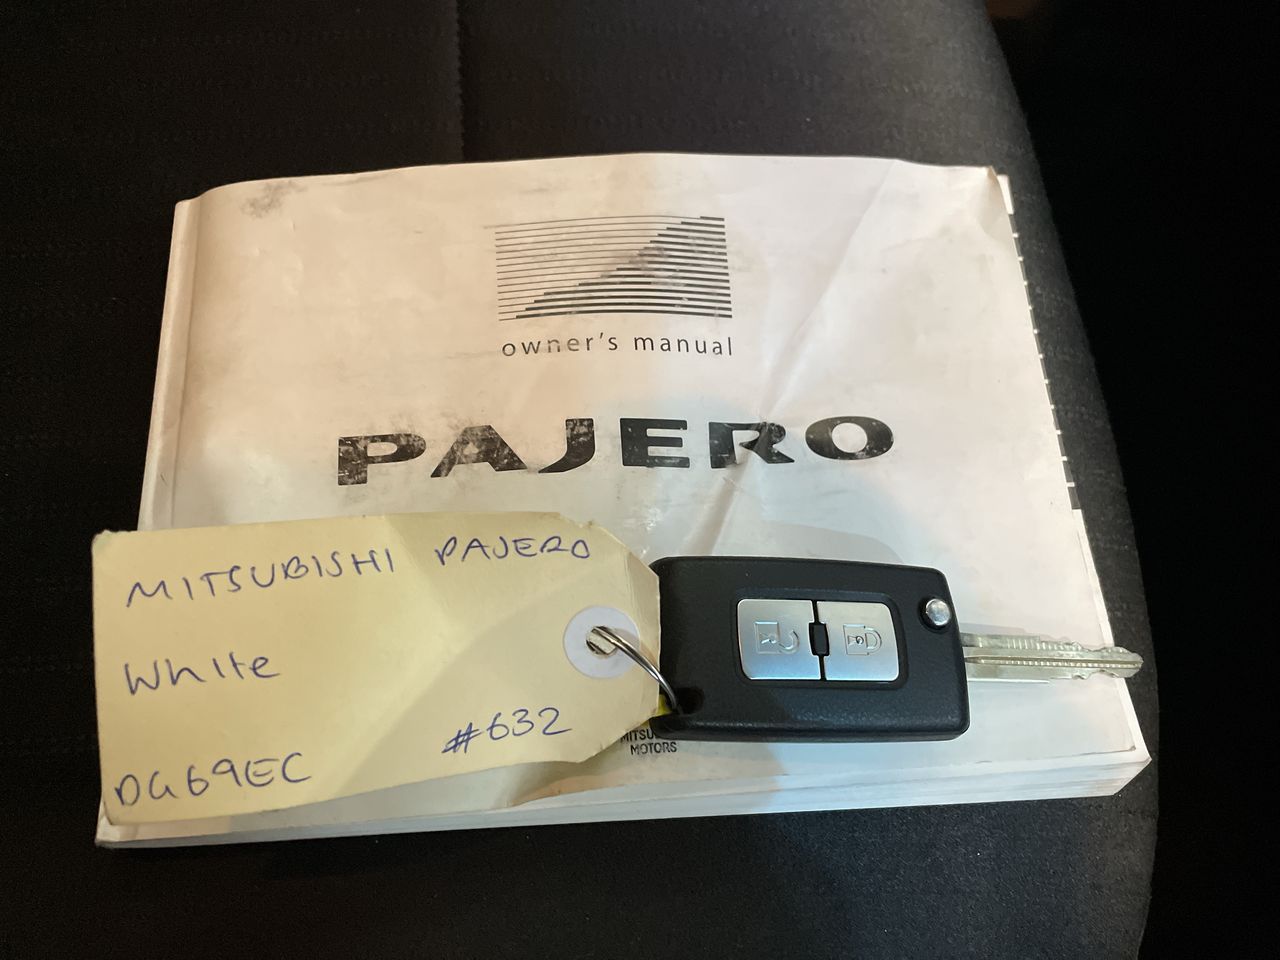 owner's manual
PAJERO
MITSUBISHI PAJERO
White
#632
DG69EC
MITSU
MOTORS